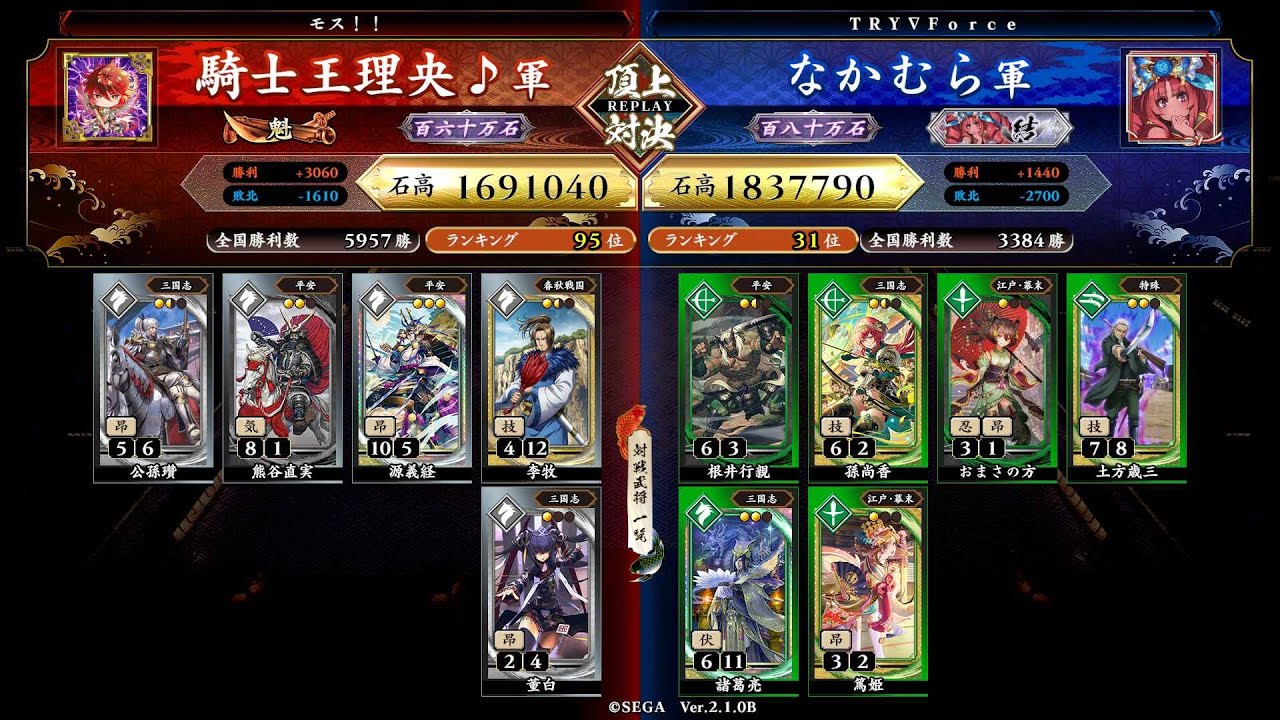 モス！！
TRY∇Force
騎士王理央♪軍
頂上
REPLAY
対決
なかむら軍
魁
百六十万石
百八十万石
結
勝利 +3060
敗北 -1610
石高 1691040
石高 1837790
勝利 +1440
敗北 -2700
全国勝利数 5957勝
ランキング 95位
ランキング 31位
全国勝利数 3384勝
三国志
昂
5 6
公孫瓚
平安
気
8 1
熊谷直実
平安
昂
10 5
源義経
春秋戦国
技
4 12
李牧
三国志
昂
2 4
董白
対戦武将一覧
平安
6 3
根井行親
三国志
技
6 2
孫尚香
江戸・幕末
忍 昂
3 1
おまさの方
特殊
技
7 8
土方歳三
三国志
伏
6 11
諸葛亮
江戸・幕末
昂
3 2
篤姫
©SEGA Ver.2.1.0B